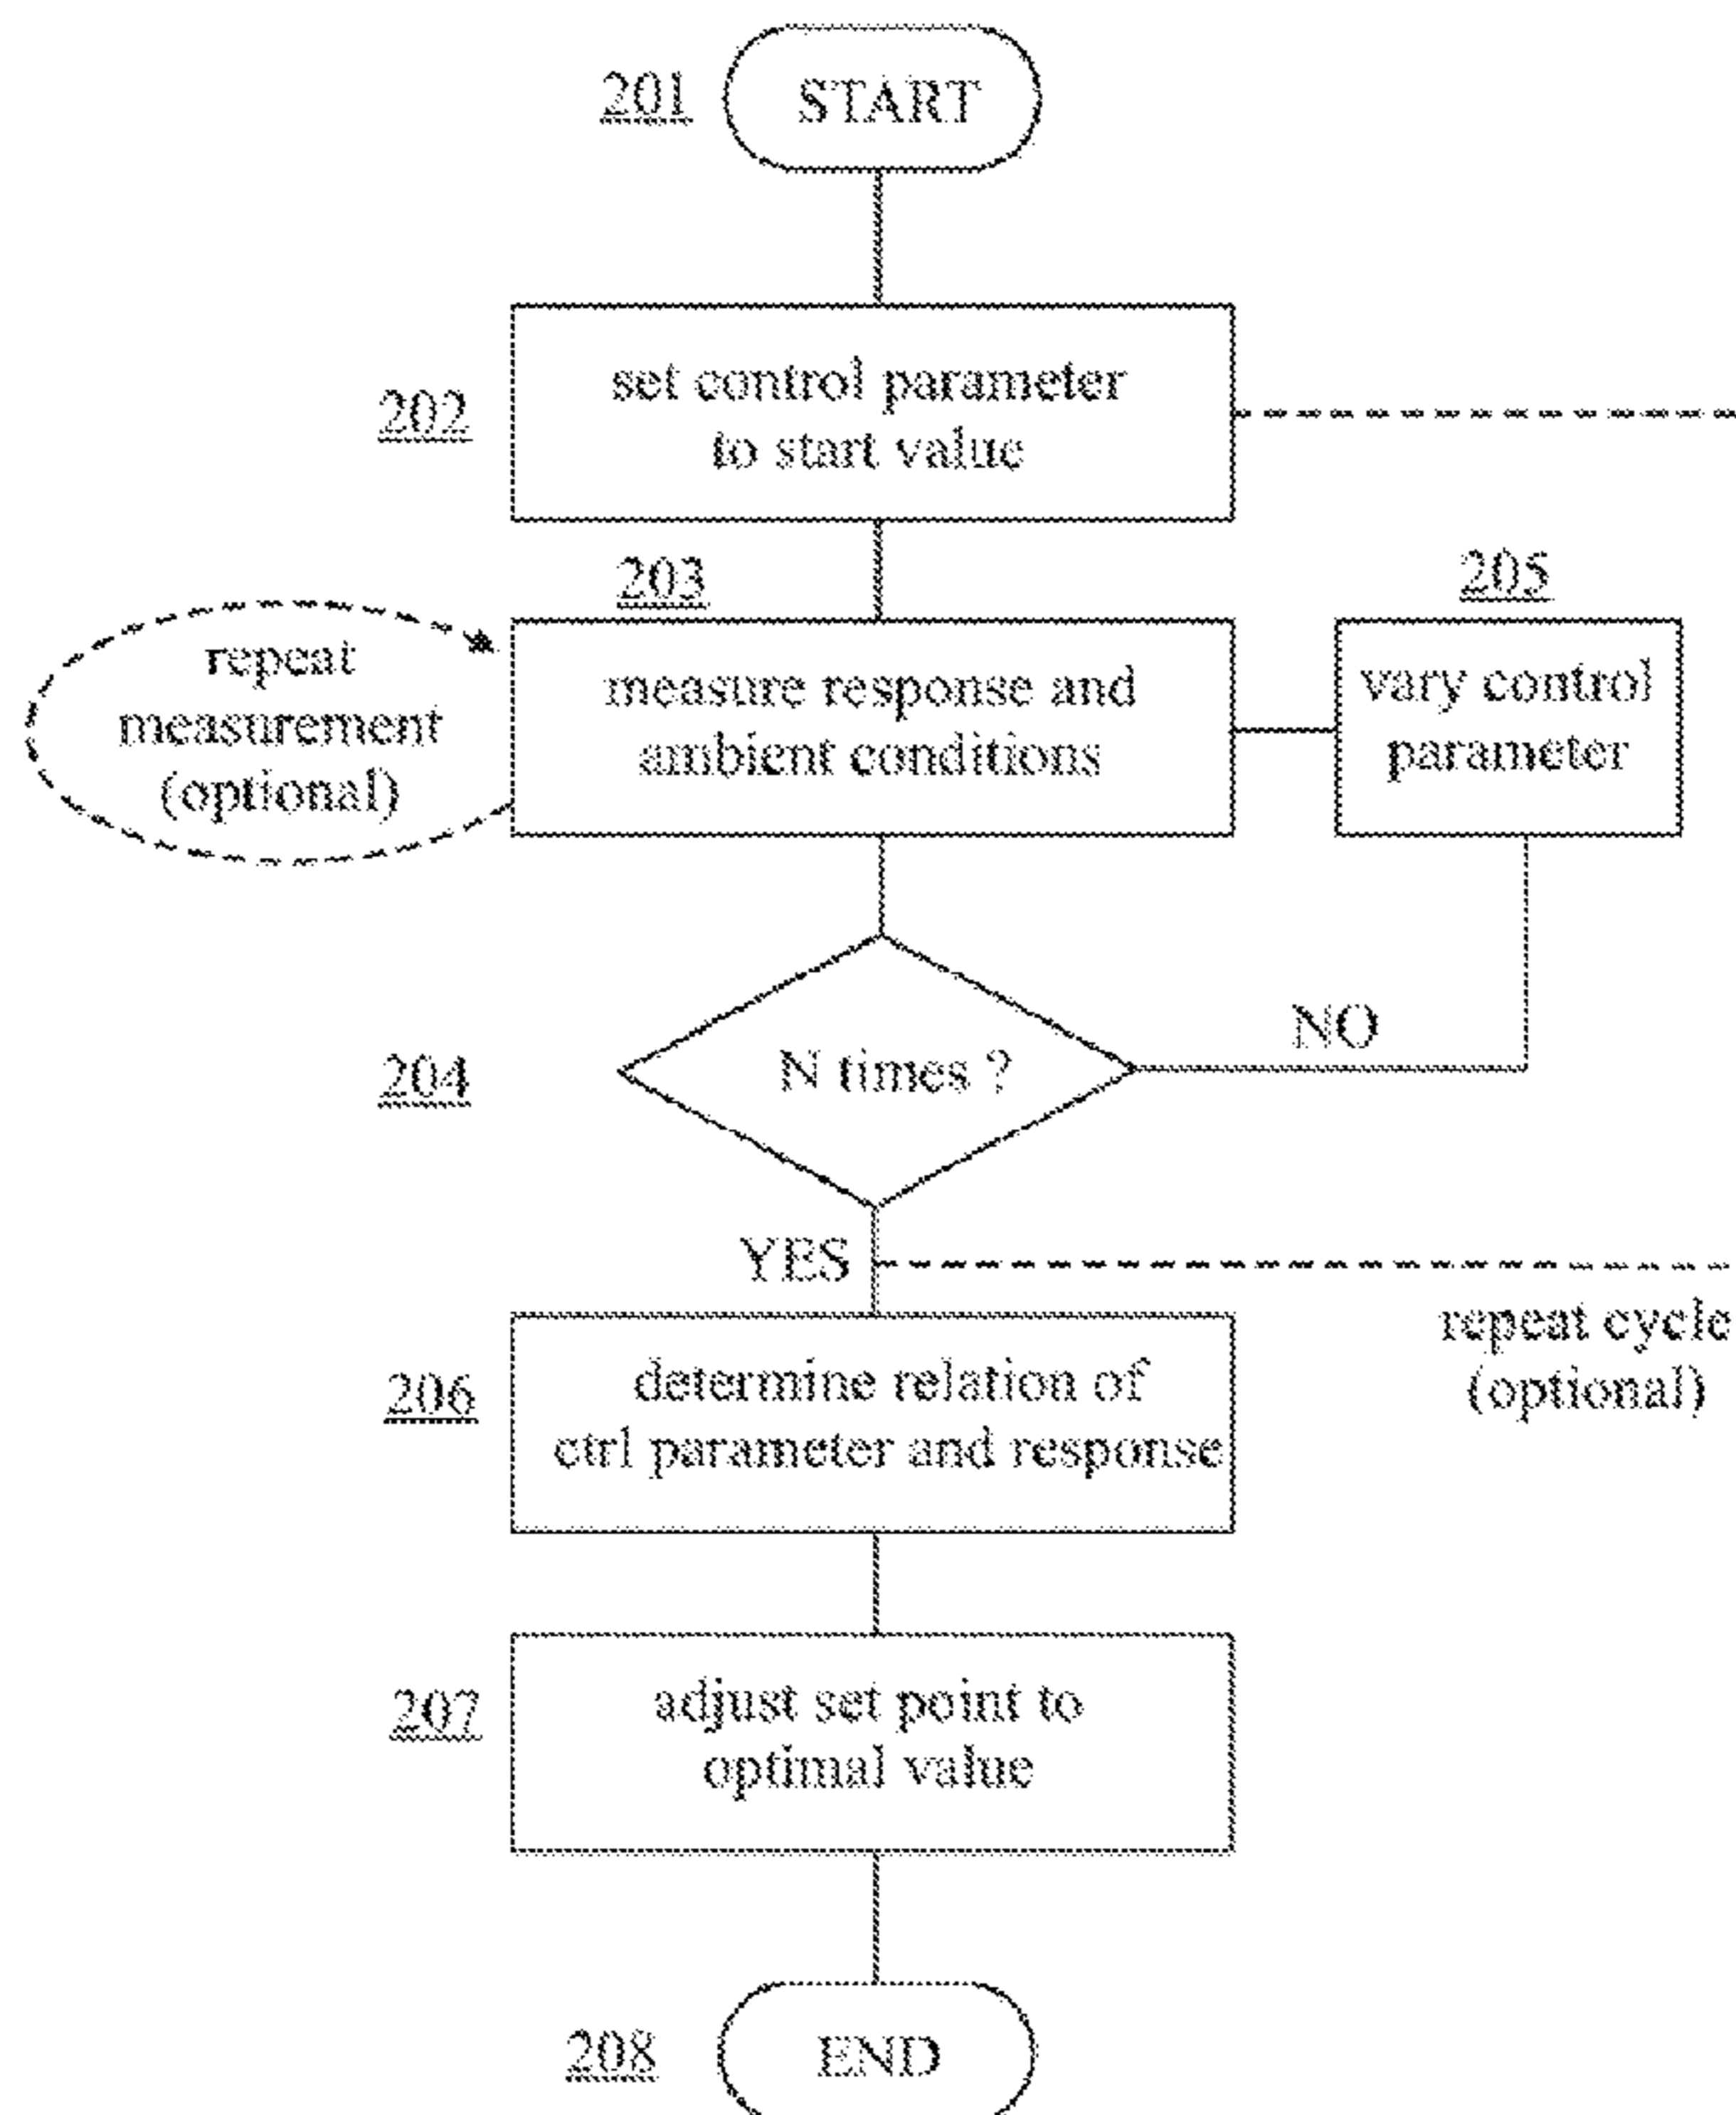 201
START
202
set control parameter
to start value
203
205
repeat
measurement
(optional)
measure response and
ambient conditions
vary control
parameter
204
N times ?
NO
YES
repeat cycle
(optional)
206
determine relation of
ctrl parameter and response
207
adjust set point to
optimal value
208
END